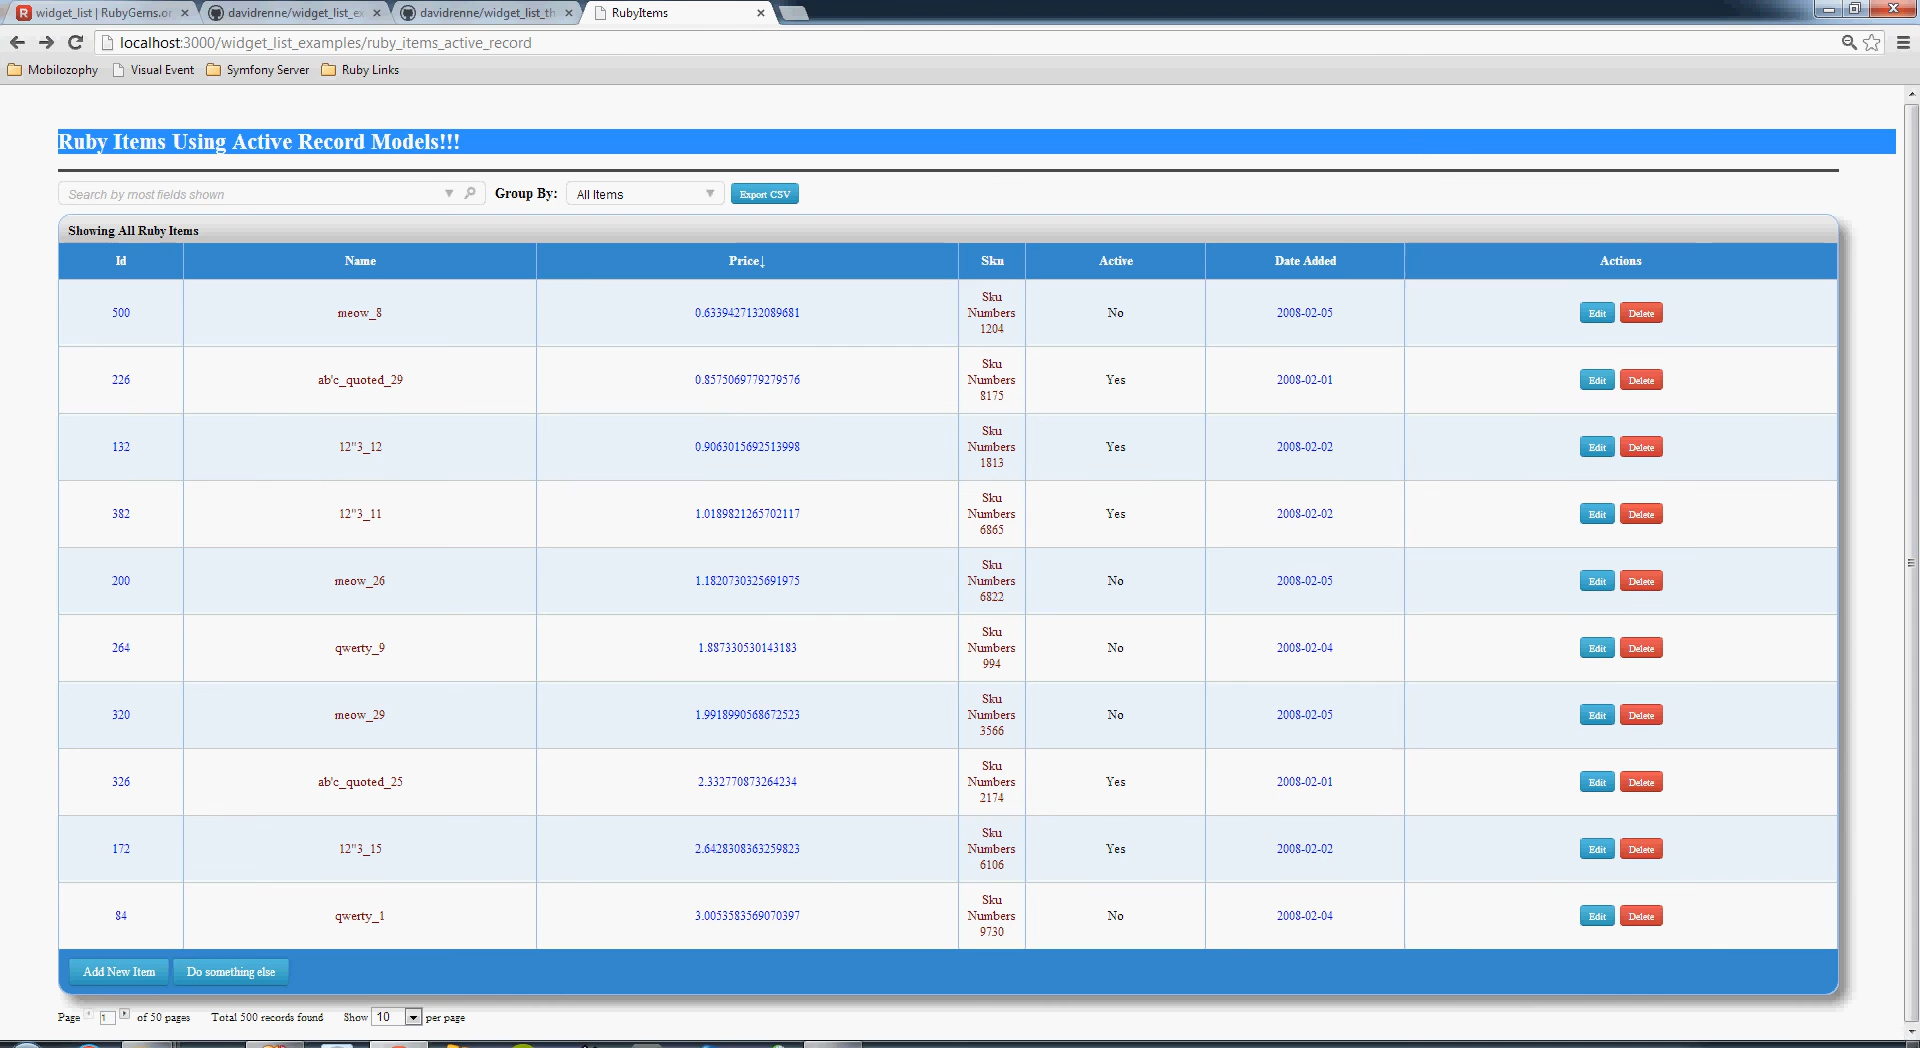 widget_list | RubyGems.or
davidrenne/widget_list_ex
davidrenne/widget_list_th
RubyItems
localhost:3000/widget_list_examples/ruby_items_active_record
Mobilozophy Visual Event Symfony Server Ruby Links
Ruby Items Using Active Record Models!!!
Search by most fields shown
Group By:
All Items
Export CSV
Showing All Ruby Items
Id Name Price↓ Sku Active Date Added Actions
500 meow_8 0.6339427132089681 Sku Numbers 1204 No 2008-02-05 Edit Delete
226 ab'c_quoted_29 0.8575069779279576 Sku Numbers 8175 Yes 2008-02-01 Edit Delete
132 12"3_12 0.9063015692513998 Sku Numbers 1813 Yes 2008-02-02 Edit Delete
382 12"3_11 1.0189821265702117 Sku Numbers 6865 Yes 2008-02-02 Edit Delete
200 meow_26 1.1820730325691975 Sku Numbers 6822 No 2008-02-05 Edit Delete
264 qwerty_9 1.887330530143183 Sku Numbers 994 No 2008-02-04 Edit Delete
320 meow_29 1.9918990568672523 Sku Numbers 3566 No 2008-02-05 Edit Delete
326 ab'c_quoted_25 2.332770873264234 Sku Numbers 2174 Yes 2008-02-01 Edit Delete
172 12"3_15 2.6428308363259823 Sku Numbers 6106 Yes 2008-02-02 Edit Delete
84 qwerty_1 3.0053583569070397 Sku Numbers 9730 No 2008-02-04 Edit Delete
Add New Item Do something else
Page 1 of 50 pages Total 500 records found Show 10 per page